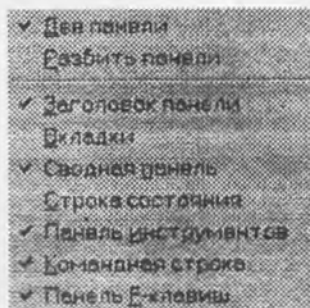 Две панели
Разбить панели
Заголовок панели
Вкладки
Сводная панель
Строка состояния
Панель инструментов
Командная строка
Панель F-клавиш